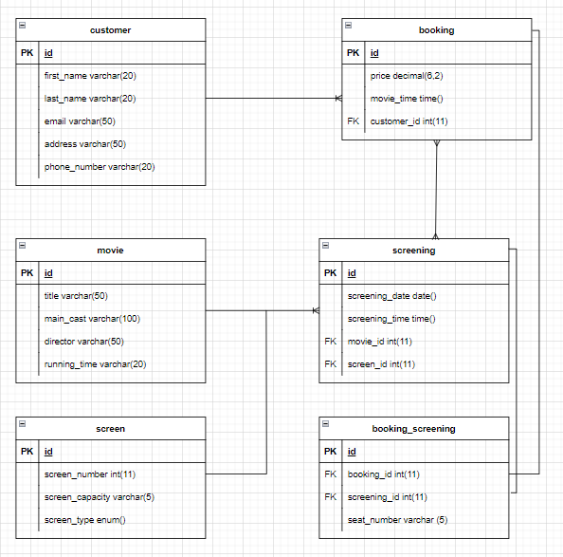 customer
PK id
first_name varchar(20)
last_name varchar(20)
email varchar(50)
address varchar(50)
phone_number varchar(20)
booking
PK id
price decimal(6,2)
movie_time time()
FK customer_id int(11)
movie
PK id
title varchar(50)
main_cast varchar(100)
director varchar(50)
running_time varchar(20)
screening
PK id
screening_date date()
screening_time time()
FK movie_id int(11)
FK screen_id int(11)
screen
PK id
screen_number int(11)
screen_capacity varchar(5)
screen_type enum()
booking_screening
PK id
FK booking_id int(11)
FK screening_id int(11)
seat_number varchar (5)